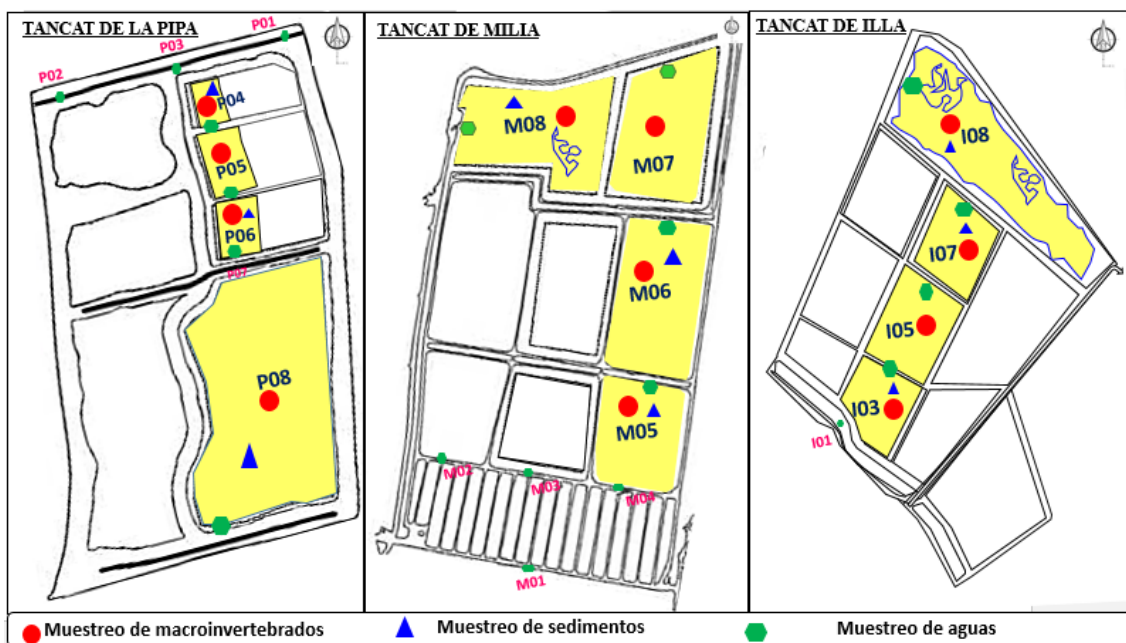 TANCAT DE LA PIPA
P01
P03
P02
P04
P05
P06
P07
P08
TANCAT DE MILIA
M08
M07
M06
M05
M02
M03
M04
M01
TANCAT DE ILLA
I08
I07
I05
I03
I01
Muestreo de macroinvertebrados
Muestreo de sedimentos
Muestreo de aguas